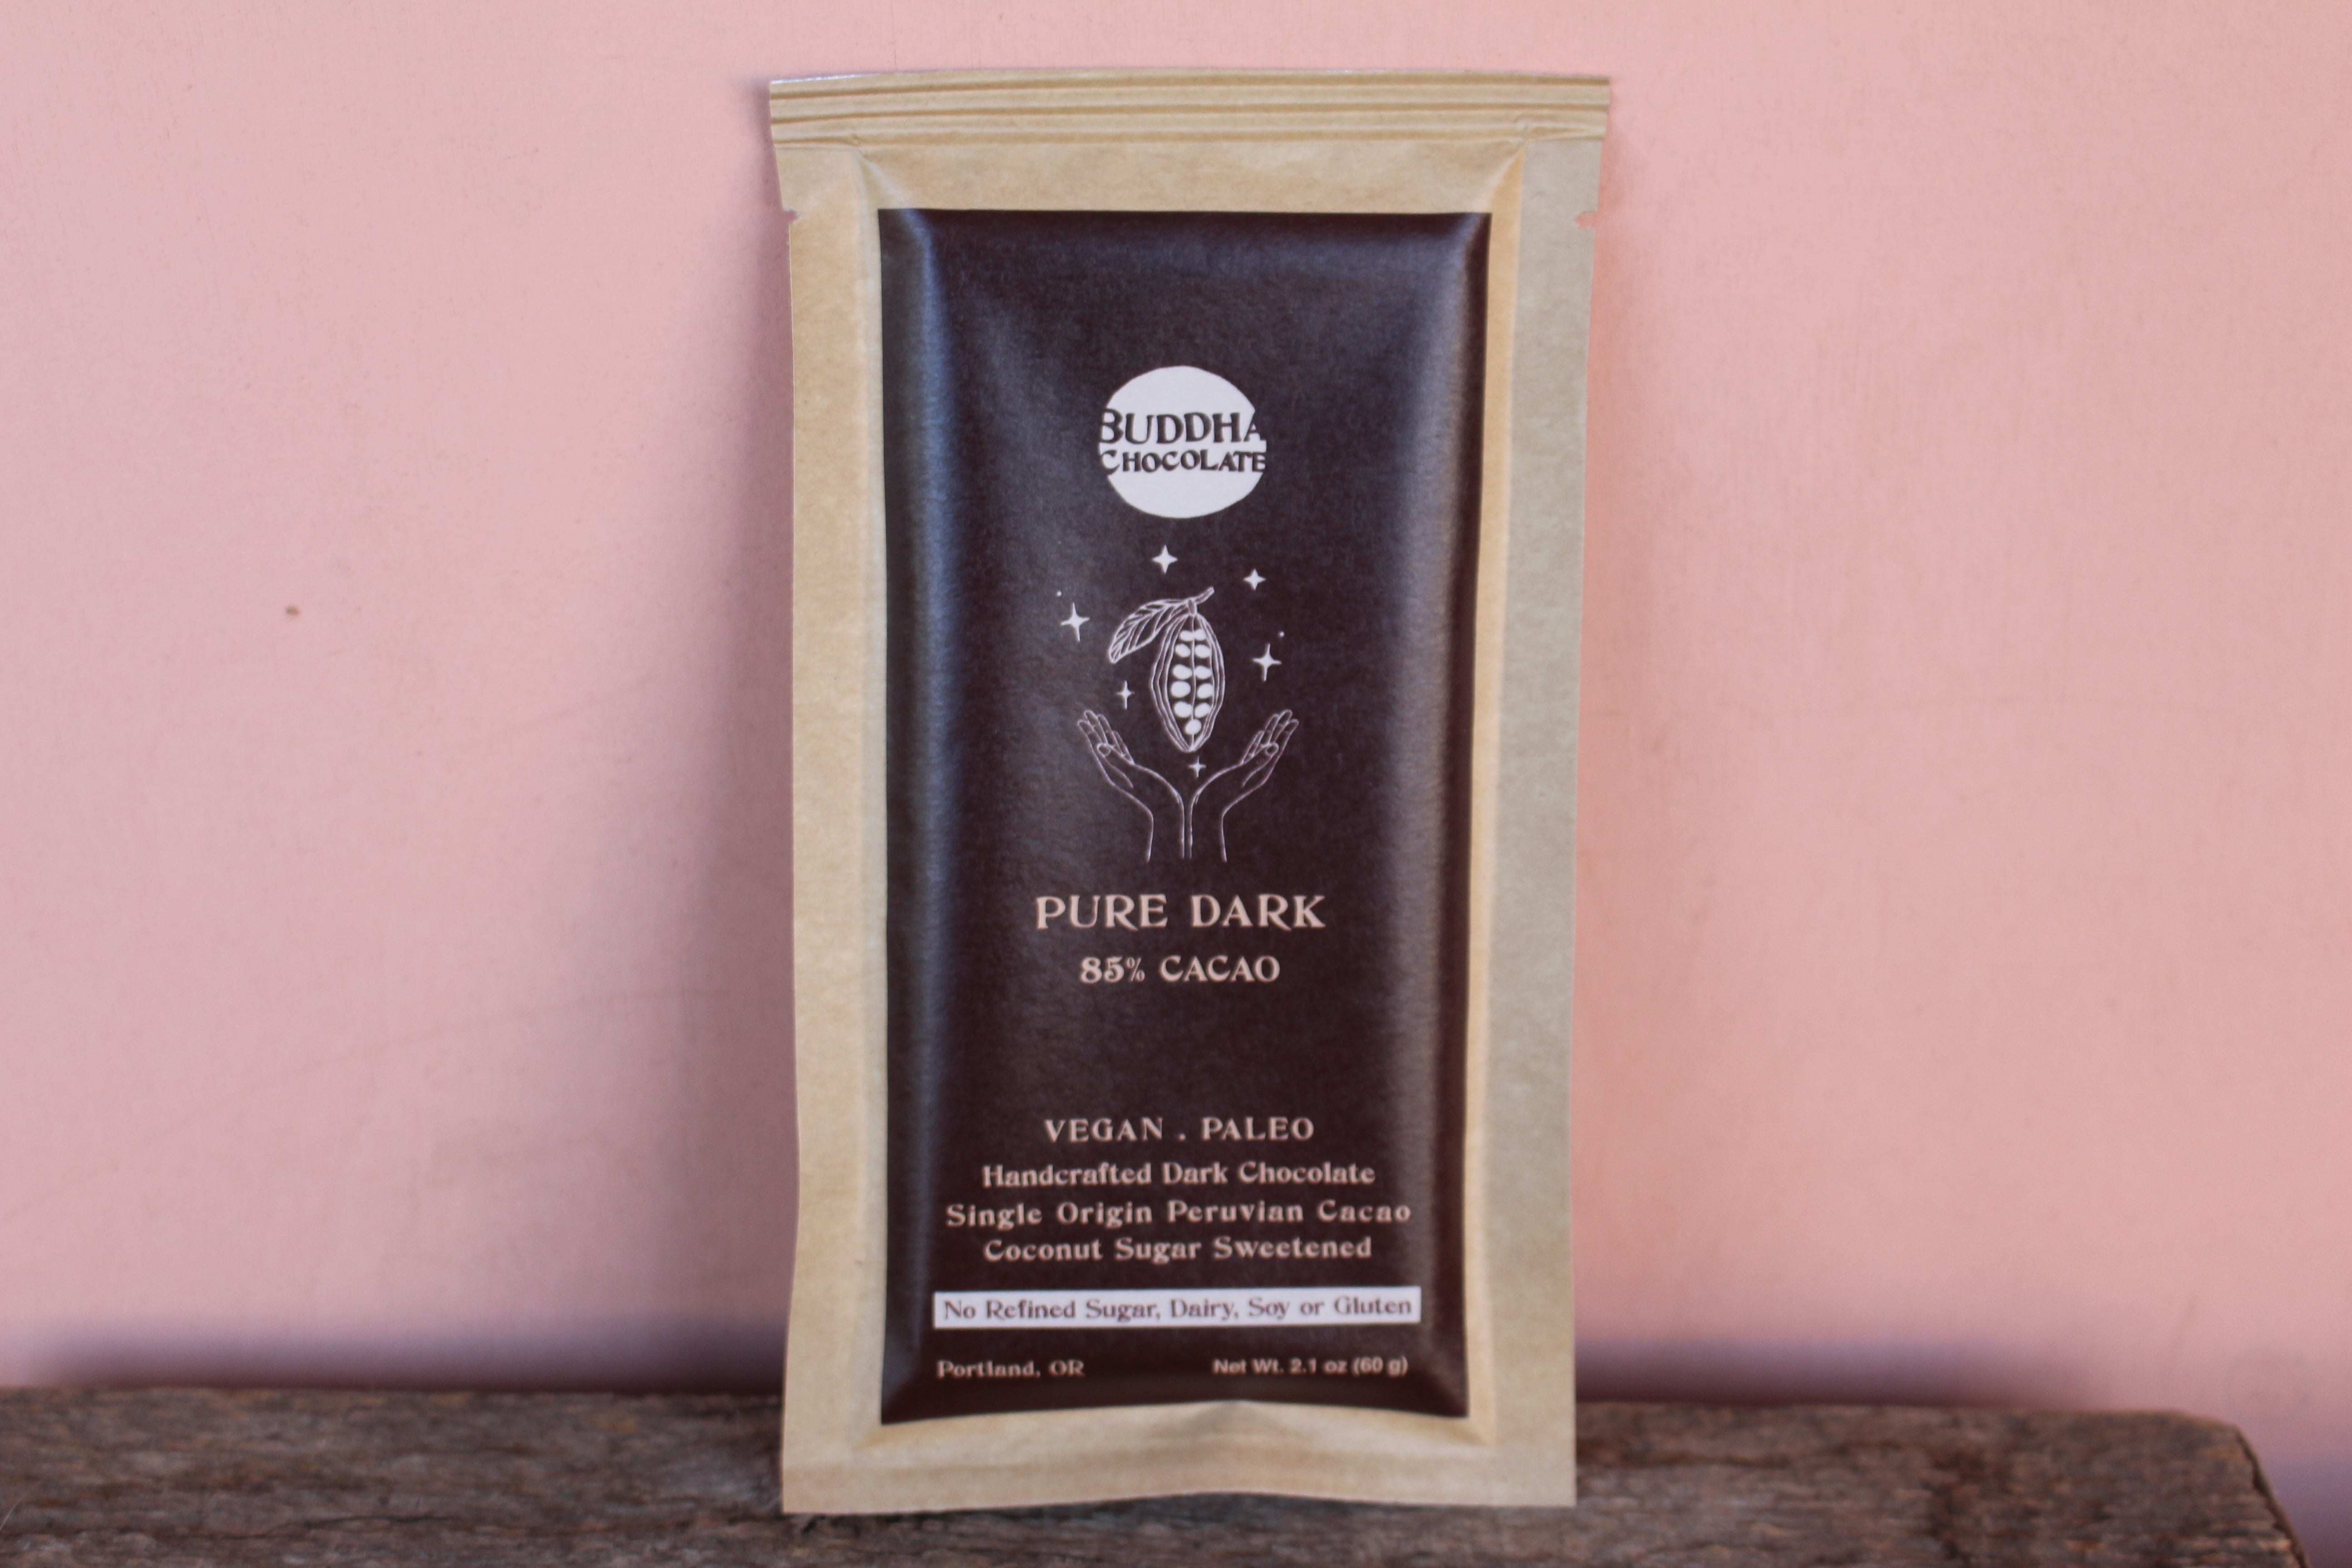 BUDDHA
CHOCOLATE
PURE DARK
85% CACAO
VEGAN . PALEO
Handcrafted Dark Chocolate
Single Origin Peruvian Cacao
Coconut Sugar Sweetened
No Refined Sugar, Dairy, Soy or Gluten
Portland, OR Net Wt. 2.1 oz (60 g)